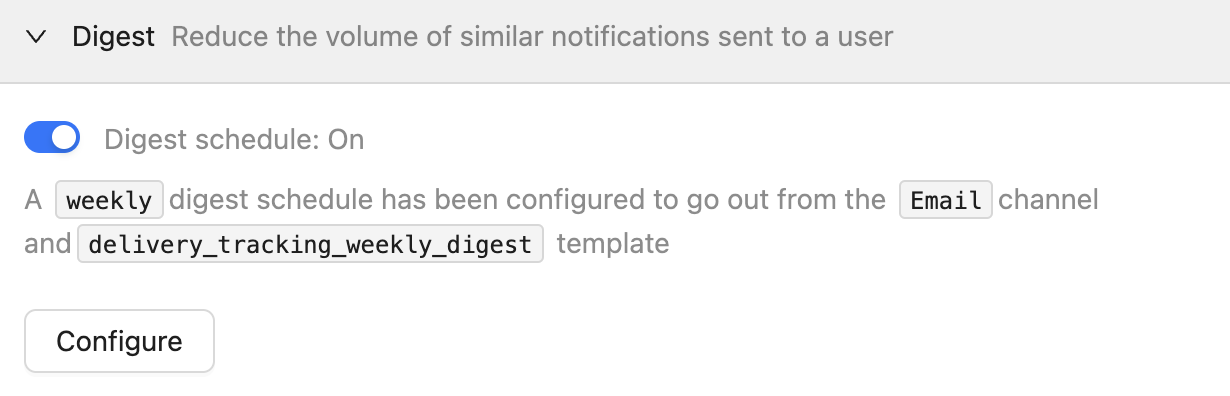 Digest Reduce the volume of similar notifications sent to a user
Digest schedule: On
A weekly digest schedule has been configured to go out from the Email channel
and delivery_tracking_weekly_digest template
Configure